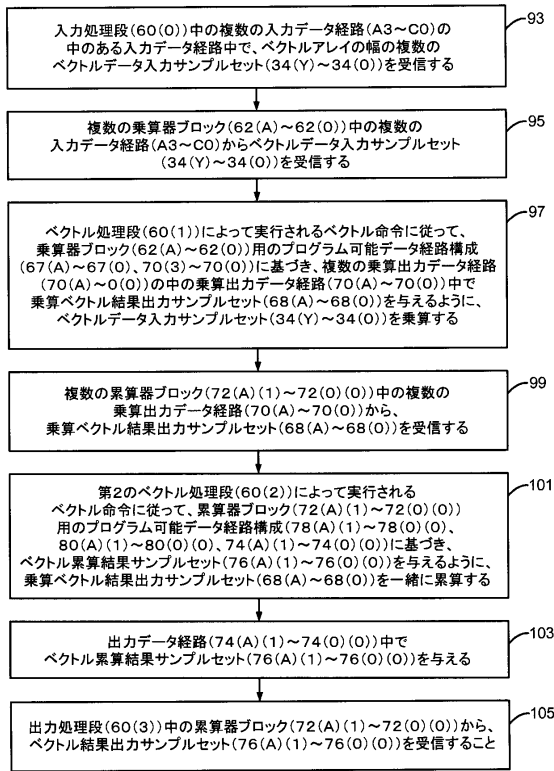 入力処理段(60(0))中の複数の入力データ経路(A3~C0)の
中のある入力データ経路中で、ベクトルアレイの幅の複数の
ベクトルデータ入力サンプルセット(34(Y)~34(0))を受信する
93
複数の乗算器ブロック(62(A)~62(0))中の複数の
入力データ経路(A3~C0)からベクトルデータ入力サンプルセット
(34(Y)~34(0))を受信する
95
ベクトル処理段(60(1))によって実行されるベクトル命令に従って、
乗算器ブロック(62(A)~62(0))用のプログラム可能データ経路構成
(67(A)~67(0)、70(3)~70(0))に基づき、複数の乗算出力データ経路
(70(A)~0(0))の中の乗算出力データ経路(70(A)~70(0))中で
乗算ベクトル結果出力サンプルセット(68(A)~68(0))を与えるように、
ベクトルデータ入力サンプルセット(34(Y)~34(0))を乗算する
97
複数の累算器ブロック(72(A)(1)~72(0)(0))中の複数の
乗算出力データ経路(70(A)~70(0))から、
乗算ベクトル結果出力サンプルセット(68(A)~68(0))を受信する
99
第2のベクトル処理段(60(2))によって実行される
ベクトル命令に従って、累算器ブロック(72(A)(1)~72(0)(0))
用のプログラム可能データ経路構成(78(A)(1)~78(0)(0)、
80(A)(1)~80(0)(0)、74(A)(1)~74(0)(0))に基づき、
ベクトル累算結果サンプルセット(76(A)(1)~76(0)(0))を与えるように、
乗算ベクトル結果出力サンプルセット(68(A)~68(0))を一緒に累算する
101
出力データ経路(74(A)(1)~74(0)(0))中で
ベクトル累算結果サンプルセット(76(A)(1)~76(0)(0))を与える
103
出力処理段(60(3))中の累算器ブロック(72(A)(1)~72(0)(0))から、
ベクトル結果出力サンプルセット(76(A)(1)~76(0)(0))を受信すること
105